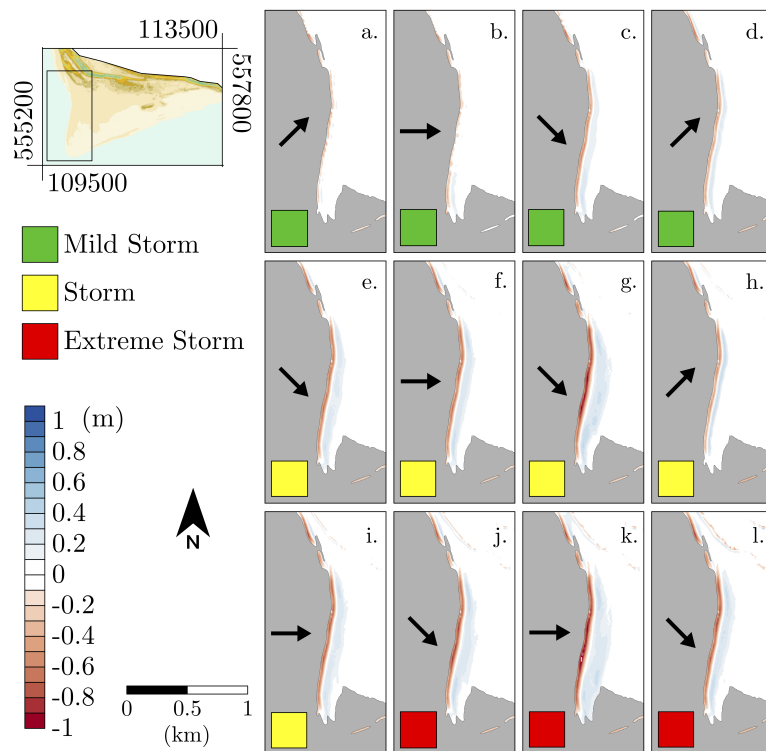 113500
555200
557800
109500
Mild Storm
Storm
Extreme Storm
1 (m)
0.8
0.6
0.4
0.2
0
-0.2
-0.4
-0.6
-0.8
-1
N
0 0.5 1
(km)
a. b. c. d.
e. f. g. h.
i. j. k. l.